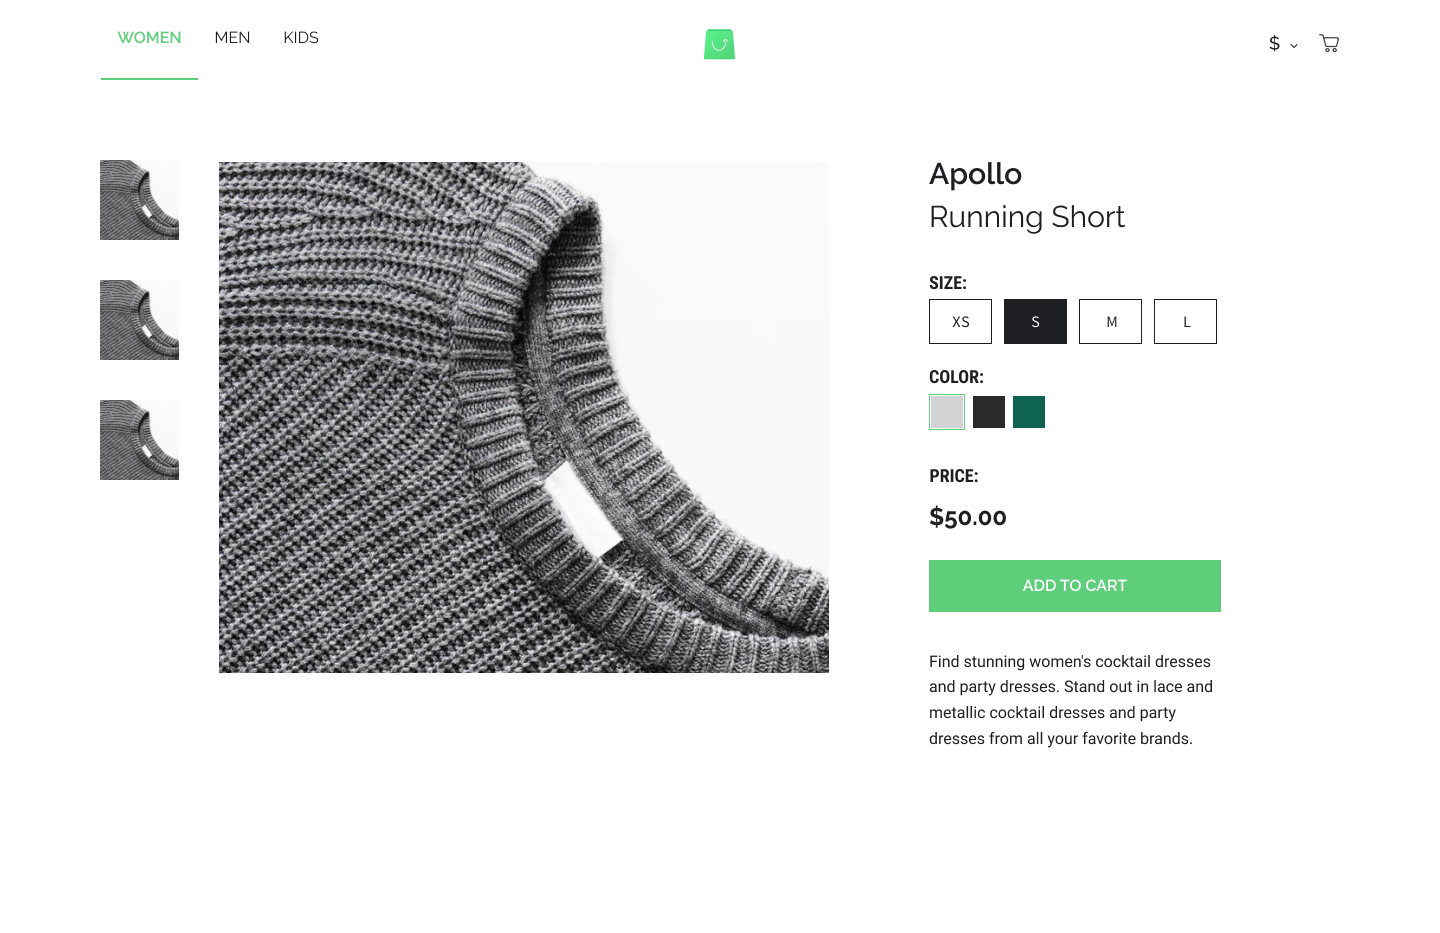 WOMEN MEN KIDS
$
Apollo
Running Short
SIZE:
XS S M L
COLOR:
PRICE:
$50.00
ADD TO CART
Find stunning women's cocktail dresses
and party dresses. Stand out in lace and
metallic cocktail dresses and party
dresses from all your favorite brands.